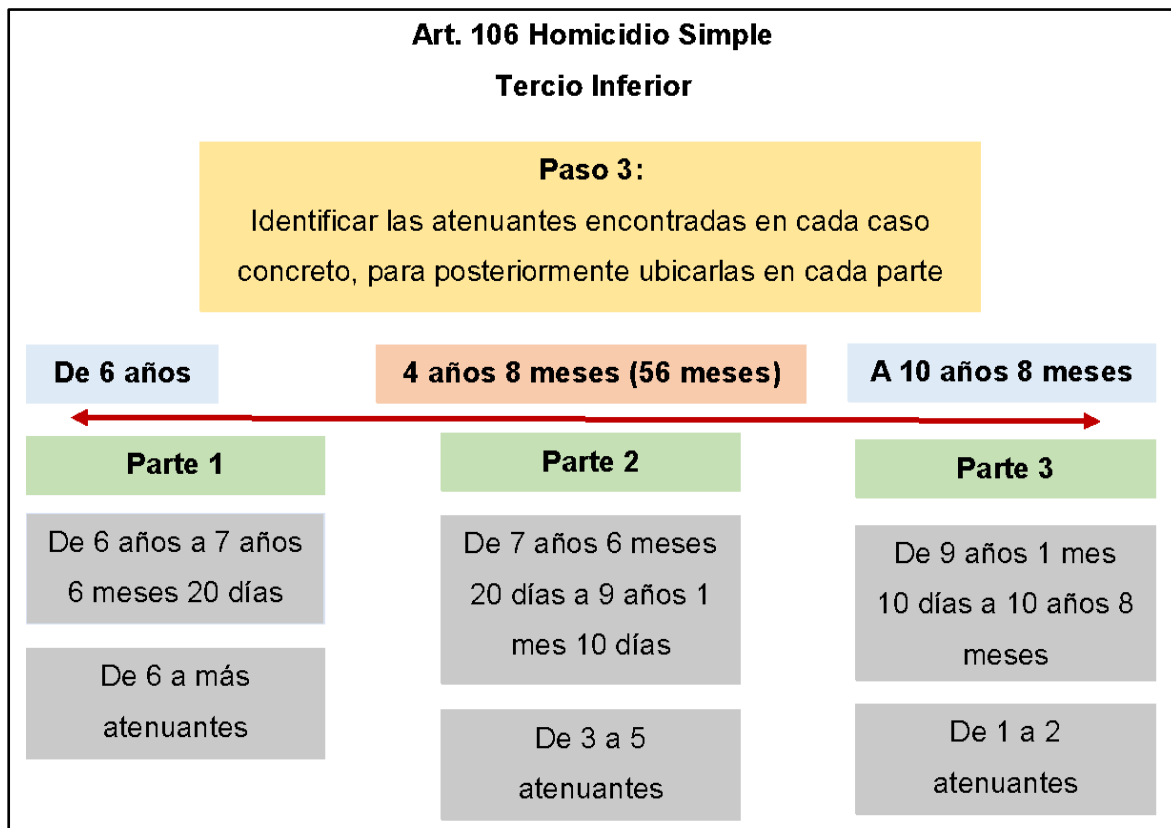 Art. 106 Homicidio Simple
Tercio Inferior
Paso 3:
Identificar las atenuantes encontradas en cada caso
concreto, para posteriormente ubicarlas en cada parte
De 6 años
4 años 8 meses (56 meses)
A 10 años 8 meses
Parte 1
De 6 años a 7 años
6 meses 20 días
De 6 a más
atenuantes
Parte 2
De 7 años 6 meses
20 días a 9 años 1
mes 10 días
De 3 a 5
atenuantes
Parte 3
De 9 años 1 mes
10 días a 10 años 8
meses
De 1 a 2
atenuantes